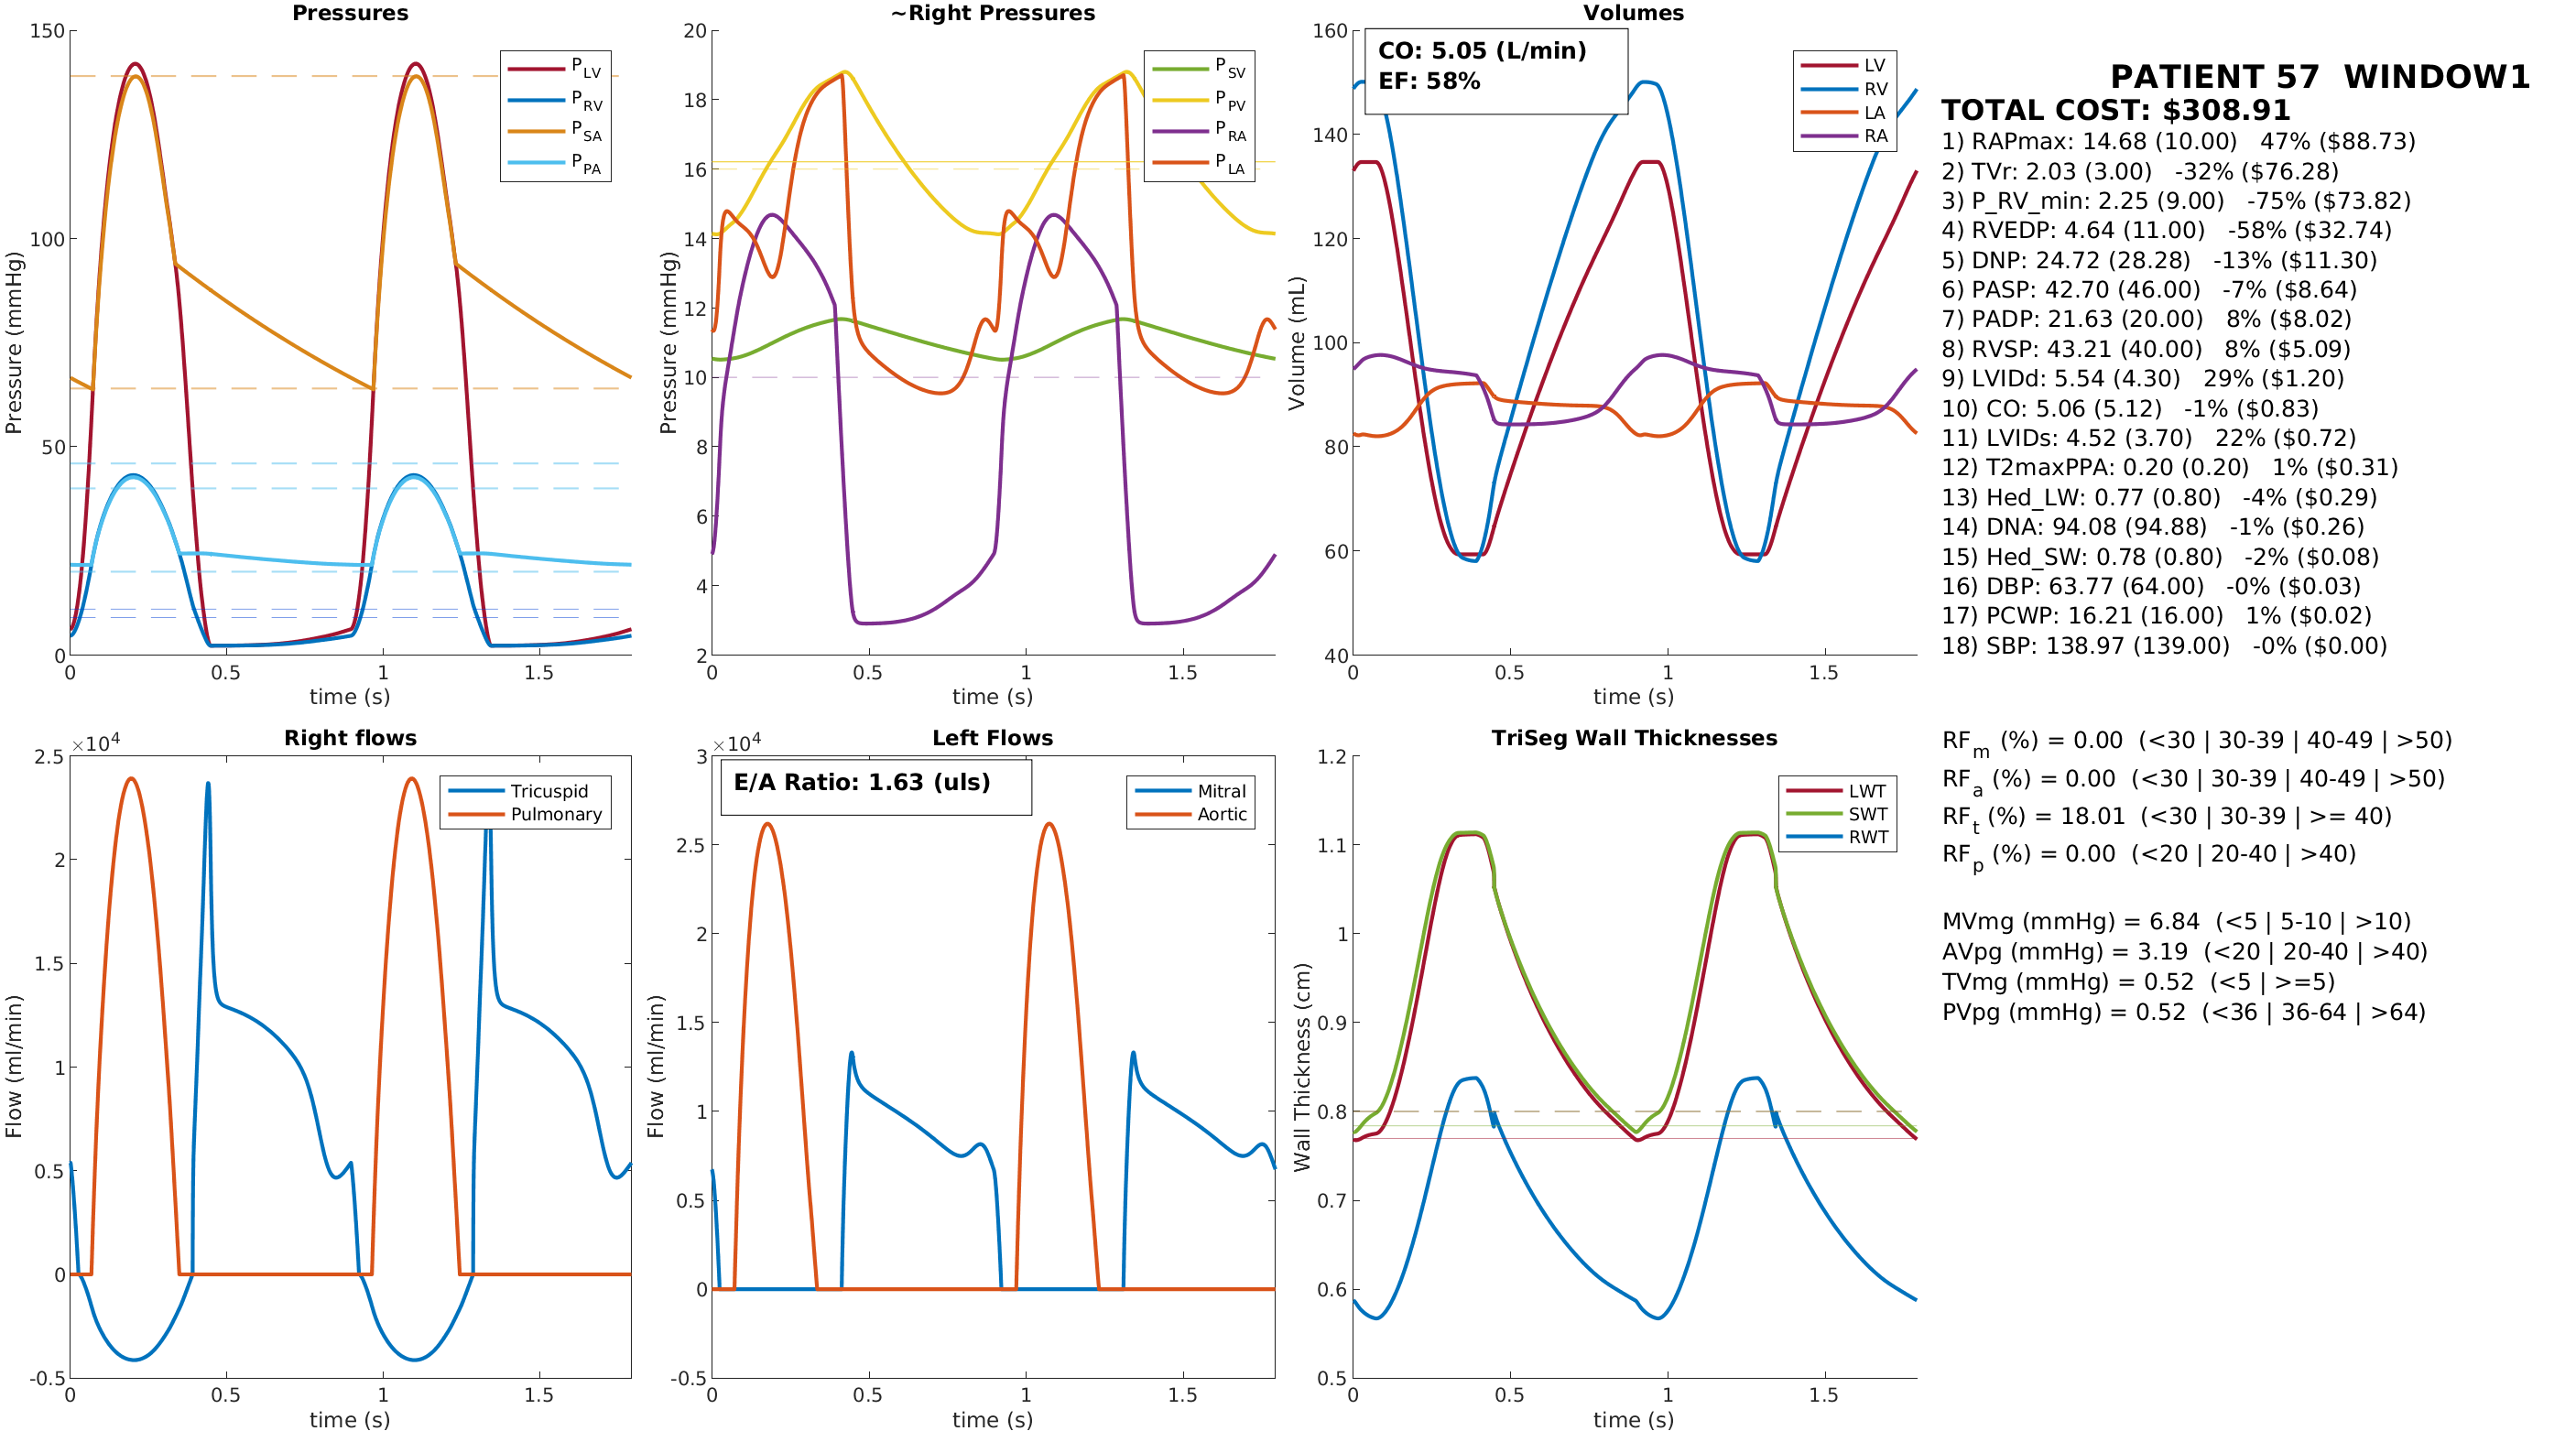 Pressures
150
100
50
0
0 0.5 1 1.5
Pressure (mmHg)
time (s)
P_LV
P_RV
P_SA
P_PA
~Right Pressures
20
18
16
14
12
10
8
6
4
2
0 0.5 1 1.5
Pressure (mmHg)
time (s)
P_SV
P_PV
P_RA
P_LA
Volumes
CO: 5.05 (L/min)
EF: 58%
160
140
120
100
80
60
40
0 0.5 1 1.5
Volume (mL)
time (s)
LV
RV
LA
RA
PATIENT 57 WINDOW1
TOTAL COST: $308.91
1) RAPmax: 14.68 (10.00) 47% ($88.73)
2) TVr: 2.03 (3.00) -32% ($76.28)
3) P_RV_min: 2.25 (9.00) -75% ($73.82)
4) RVEDP: 4.64 (11.00) -58% ($32.74)
5) DNP: 24.72 (28.28) -13% ($11.30)
6) PASP: 42.70 (46.00) -7% ($8.64)
7) PADP: 21.63 (20.00) 8% ($8.02)
8) RVSP: 43.21 (40.00) 8% ($5.09)
9) LVIDd: 5.54 (4.30) 29% ($1.20)
10) CO: 5.06 (5.12) -1% ($0.83)
11) LVIDs: 4.52 (3.70) 22% ($0.72)
12) T2maxPPA: 0.20 (0.20) 1% ($0.31)
13) Hed_LW: 0.77 (0.80) -4% ($0.29)
14) DNA: 94.08 (94.88) -1% ($0.26)
15) Hed_SW: 0.78 (0.80) -2% ($0.08)
16) DBP: 63.77 (64.00) -0% ($0.03)
17) PCWP: 16.21 (16.00) 1% ($0.02)
18) SBP: 138.97 (139.00) -0% ($0.00)
Right flows
×10^4
2.5
2
1.5
1
0.5
0
-0.5
0 0.5 1 1.5
Flow (ml/min)
time (s)
Tricuspid
Pulmonary
Left Flows
×10^4
E/A Ratio: 1.63 (uls)
3
2.5
2
1.5
1
0.5
0
-0.5
0 0.5 1 1.5
Flow (ml/min)
time (s)
Mitral
Aortic
TriSeg Wall Thicknesses
1.2
1.1
1
0.9
0.8
0.7
0.6
0.5
0 0.5 1 1.5
Wall Thickness (cm)
time (s)
LWT
SWT
RWT
RF_m (%) = 0.00 (<30 | 30-39 | 40-49 | >50)
RF_a (%) = 0.00 (<30 | 30-39 | 40-49 | >50)
RF_t (%) = 18.01 (<30 | 30-39 | >= 40)
RF_p (%) = 0.00 (<20 | 20-40 | >40)
MVmg (mmHg) = 6.84 (<5 | 5-10 | >10)
AVpg (mmHg) = 3.19 (<20 | 20-40 | >40)
TVmg (mmHg) = 0.52 (<5 | >=5)
PVpg (mmHg) = 0.52 (<36 | 36-64 | >64)